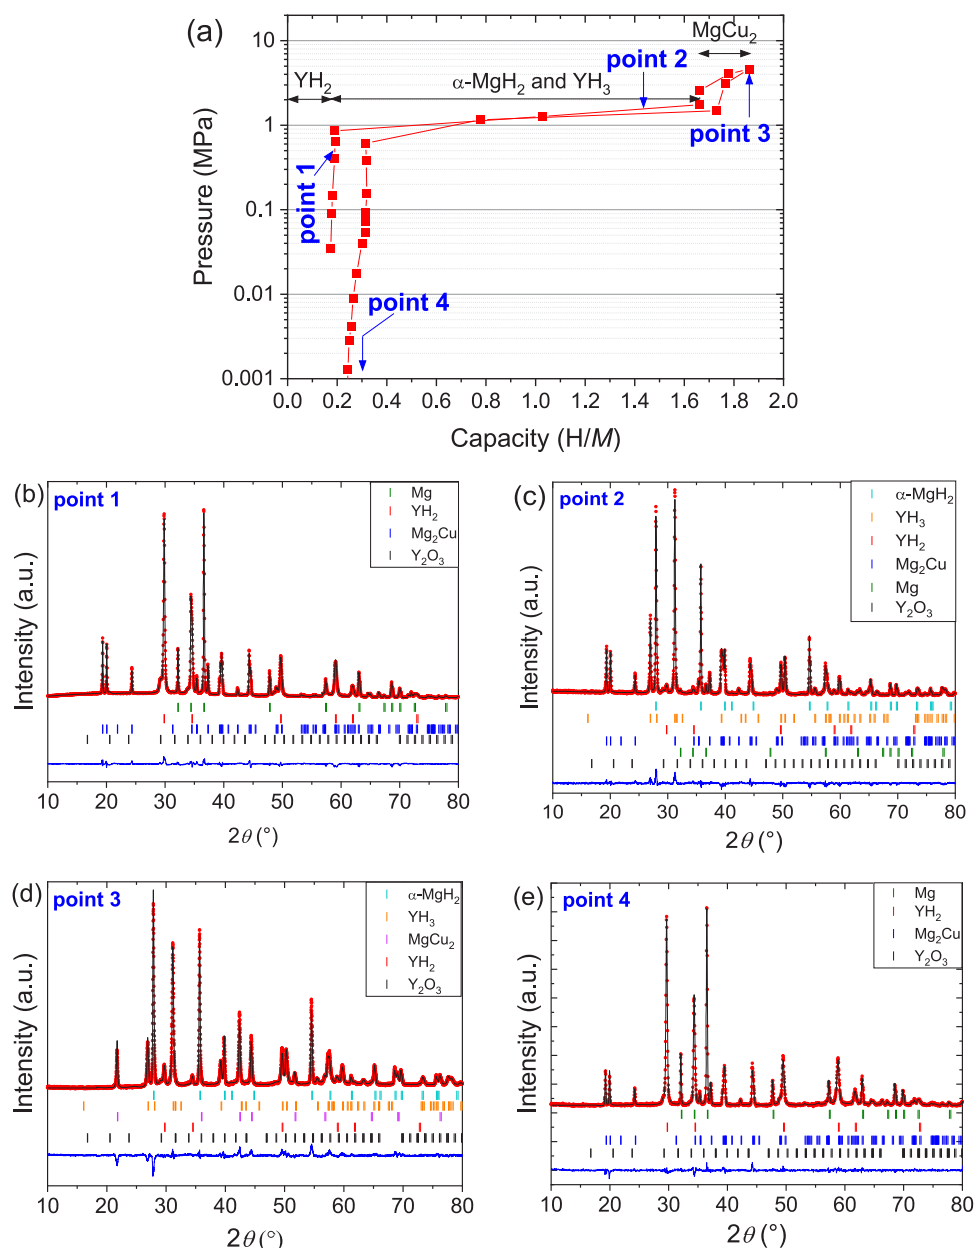 (a)
MgCu₂
10
1
0.1
0.01
0.001
Pressure (MPa)
YH₂
α-MgH₂ and YH₃
point 2
point 3
point 1
point 4
0.0 0.2 0.4 0.6 0.8 1.0 1.2 1.4 1.6 1.8 2.0
Capacity (H/M)
(b)
point 1
Mg
YH₂
Mg₂Cu
Y₂O₃
Intensity (a.u.)
10 20 30 40 50 60 70 80
2θ (°)
(c)
point 2
α-MgH₂
YH₃
YH₂
Mg₂Cu
Mg
Y₂O₃
Intensity (a.u.)
10 20 30 40 50 60 70 80
2θ (°)
(d)
point 3
α-MgH₂
YH₃
MgCu₂
YH₂
Y₂O₃
Intensity (a.u.)
10 20 30 40 50 60 70 80
2θ (°)
(e)
point 4
Mg
YH₂
Mg₂Cu
Y₂O₃
Intensity (a.u.)
10 20 30 40 50 60 70 80
2θ (°)